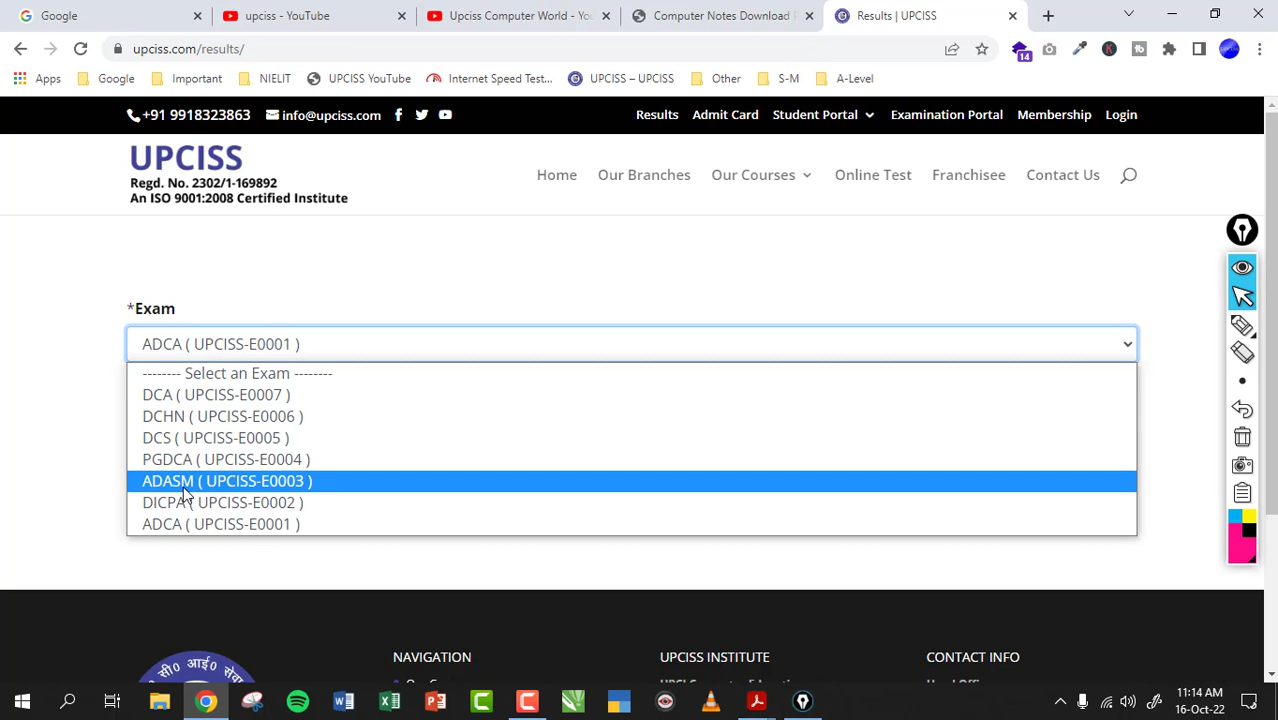 Google
upciss - YouTube
Upciss Computer World - Yo
Computer Notes Download
Results | UPCISS
upciss.com/results/
14
Apps
Google
Important
NIELIT
UPCISS YouTube
Internet Speed Test...
UPCISS – UPCISS
Other
S-M
A-Level
+91 9918323863
info@upciss.com
Results
Admit Card
Student Portal
Examination Portal
Membership
Login
UPCISS
Regd. No. 2302/1-169892
An ISO 9001:2008 Certified Institute
Home
Our Branches
Our Courses
Online Test
Franchisee
Contact Us
*Exam
ADCA ( UPCISS-E0001 )
-------- Select an Exam --------
DCA ( UPCISS-E0007 )
DCHN ( UPCISS-E0006 )
DCS ( UPCISS-E0005 )
PGDCA ( UPCISS-E0004 )
ADASM ( UPCISS-E0003 )
DICPA ( UPCISS-E0002 )
ADCA ( UPCISS-E0001 )
NAVIGATION
UPCISS INSTITUTE
CONTACT INFO
11:14 AM
16-Oct-22